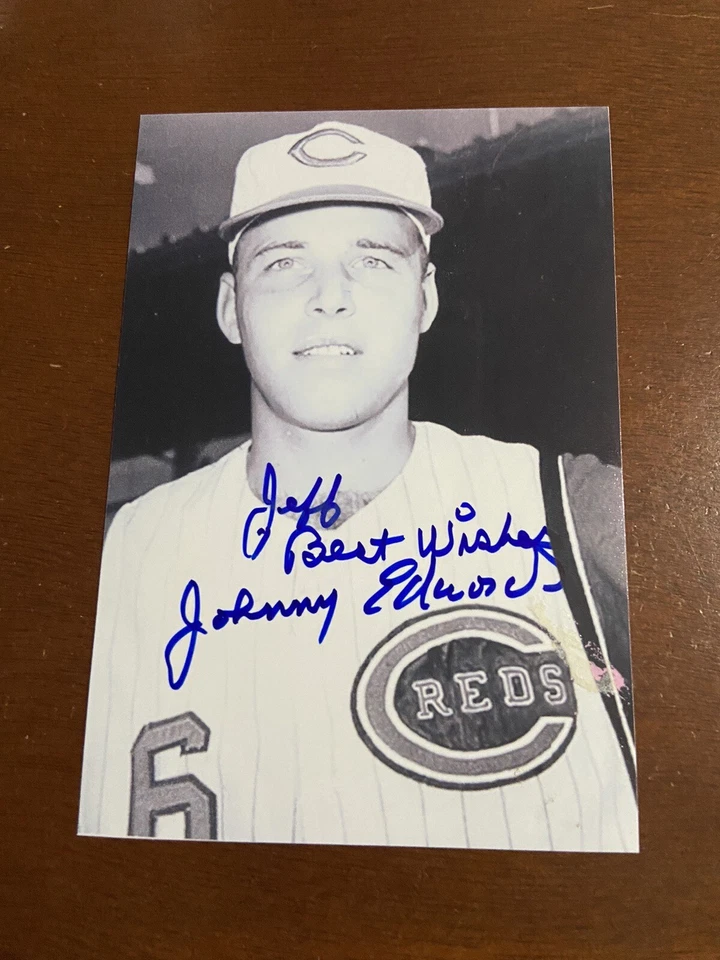 C
Jeff
Best Wishes
Johnny Edwards
REDS
6